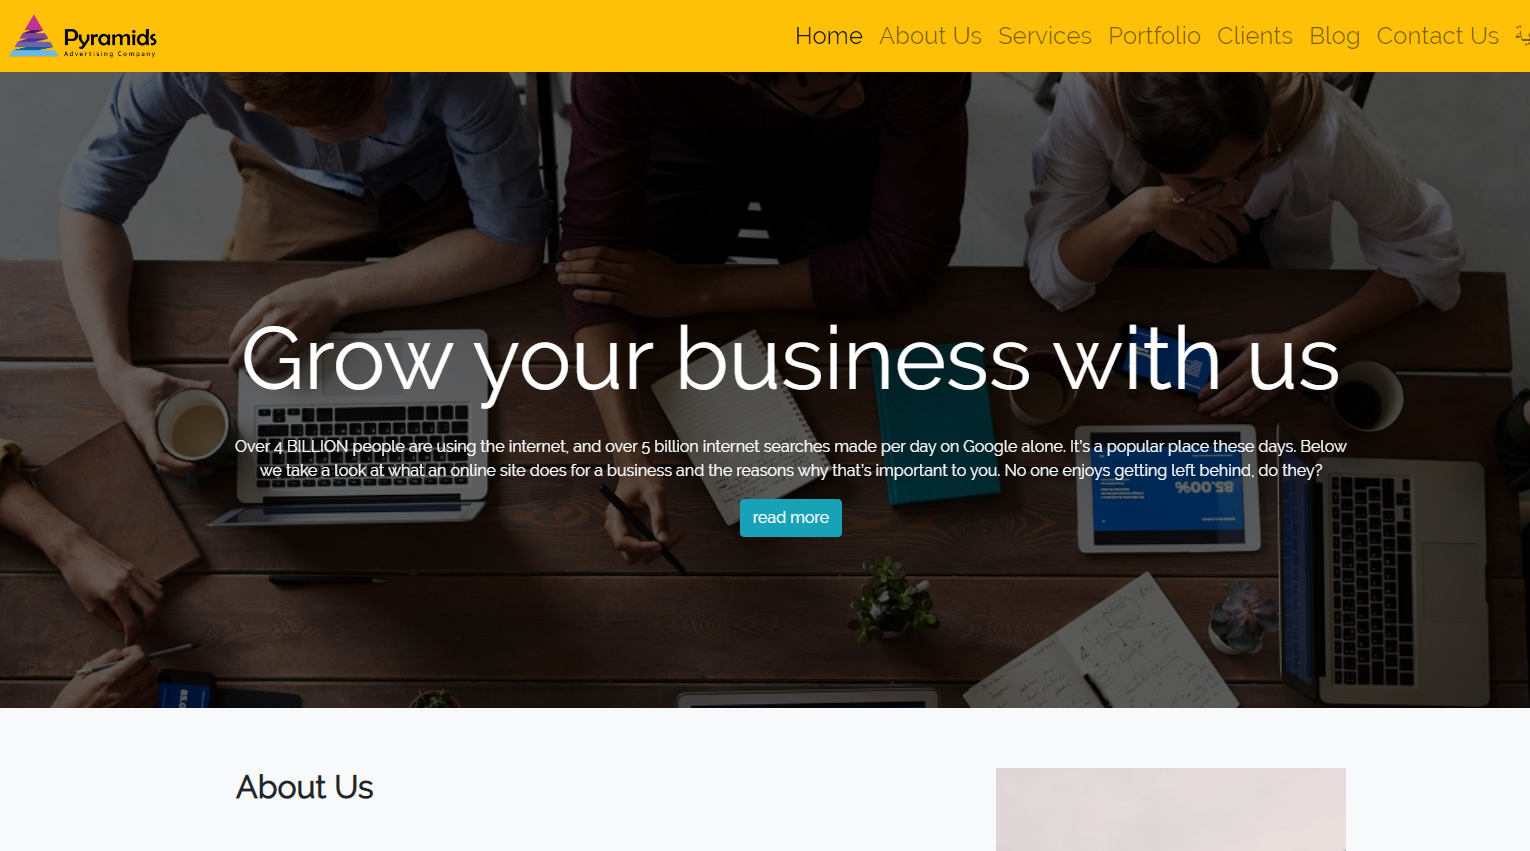 Pyramids
Advertising Company
Home About Us Services Portfolio Clients Blog Contact Us
Grow your business with us
Over 4 BILLION people are using the internet, and over 5 billion internet searches made per day on Google alone. It's a popular place these days. Below
we take a look at what an online site does for a business and the reasons why that's important to you. No one enjoys getting left behind, do they?
85.00%
read more
About Us